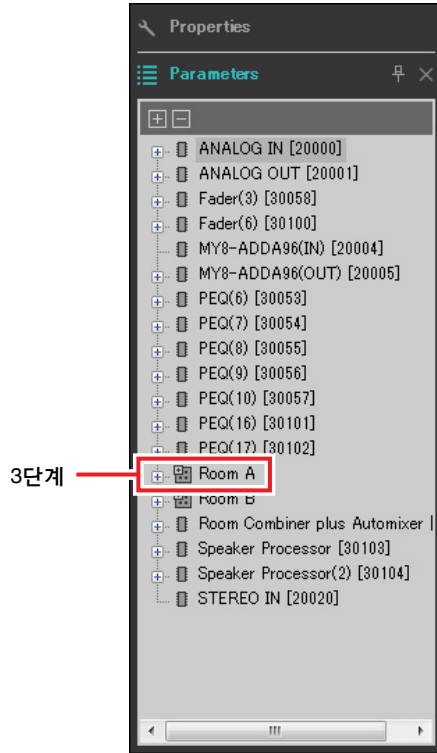 Properties
Parameters
ANALOG IN [20000]
ANALOG OUT [20001]
Fader(3) [30058]
Fader(6) [30100]
MY8-ADDA96(IN) [20004]
MY8-ADDA96(OUT) [20005]
PEQ(6) [30053]
PEQ(7) [30054]
PEQ(8) [30055]
PEQ(9) [30056]
PEQ(10) [30057]
PEQ(16) [30101]
PEQ(17) [30102]
3단계
Room A
Room B
Room Combiner plus Automixer
Speaker Processor [30103]
Speaker Processor(2) [30104]
STEREO IN [20020]